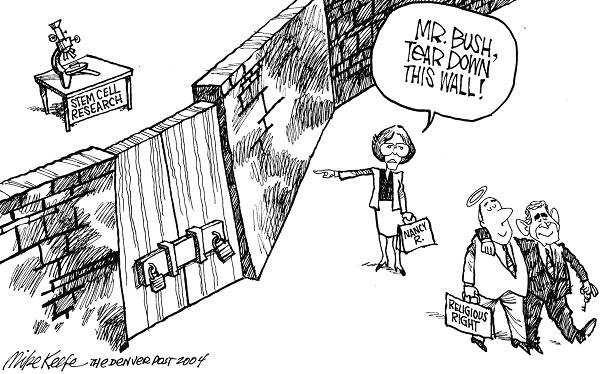 MR. BUSH,
TEAR DOWN
THIS WALL!
STEM CELL
RESEARCH
NANCY
R.
RELIGIOUS
RIGHT
Mike Keefe THE DENVER POST 2004